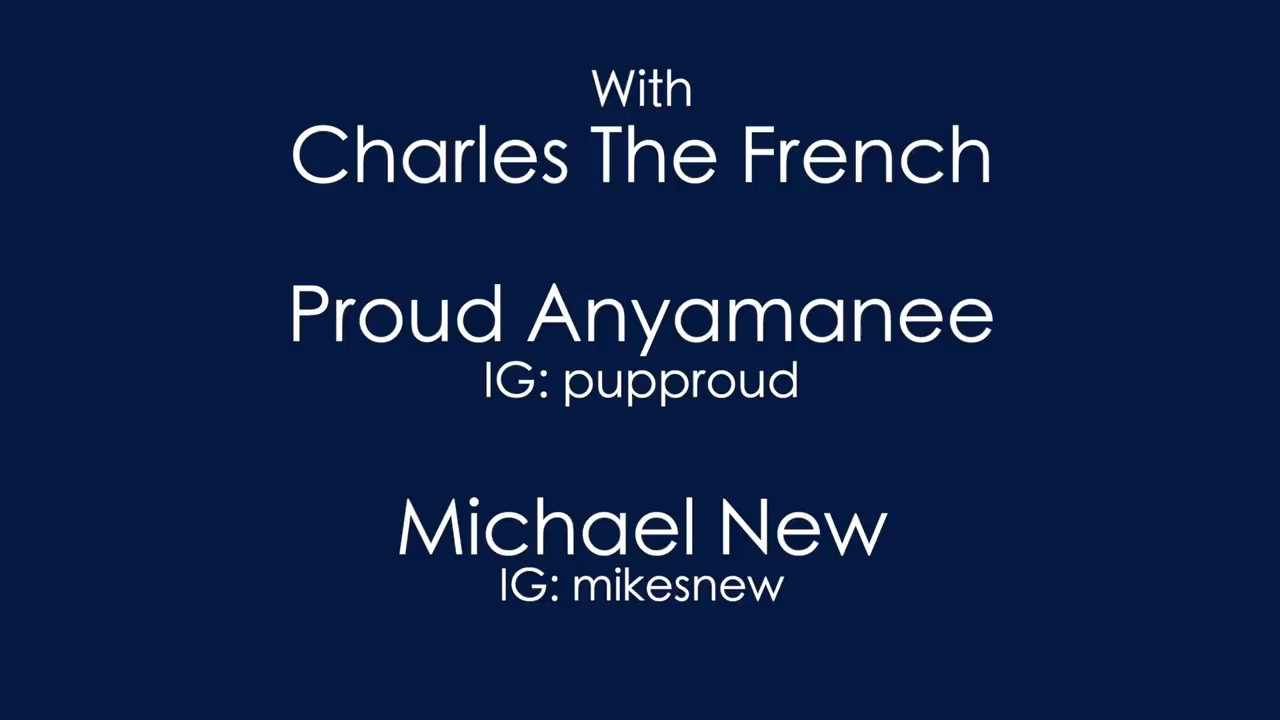 With
Charles The French
Proud Anyamanee
IG: pupproud
Michael New
IG: mikesnew